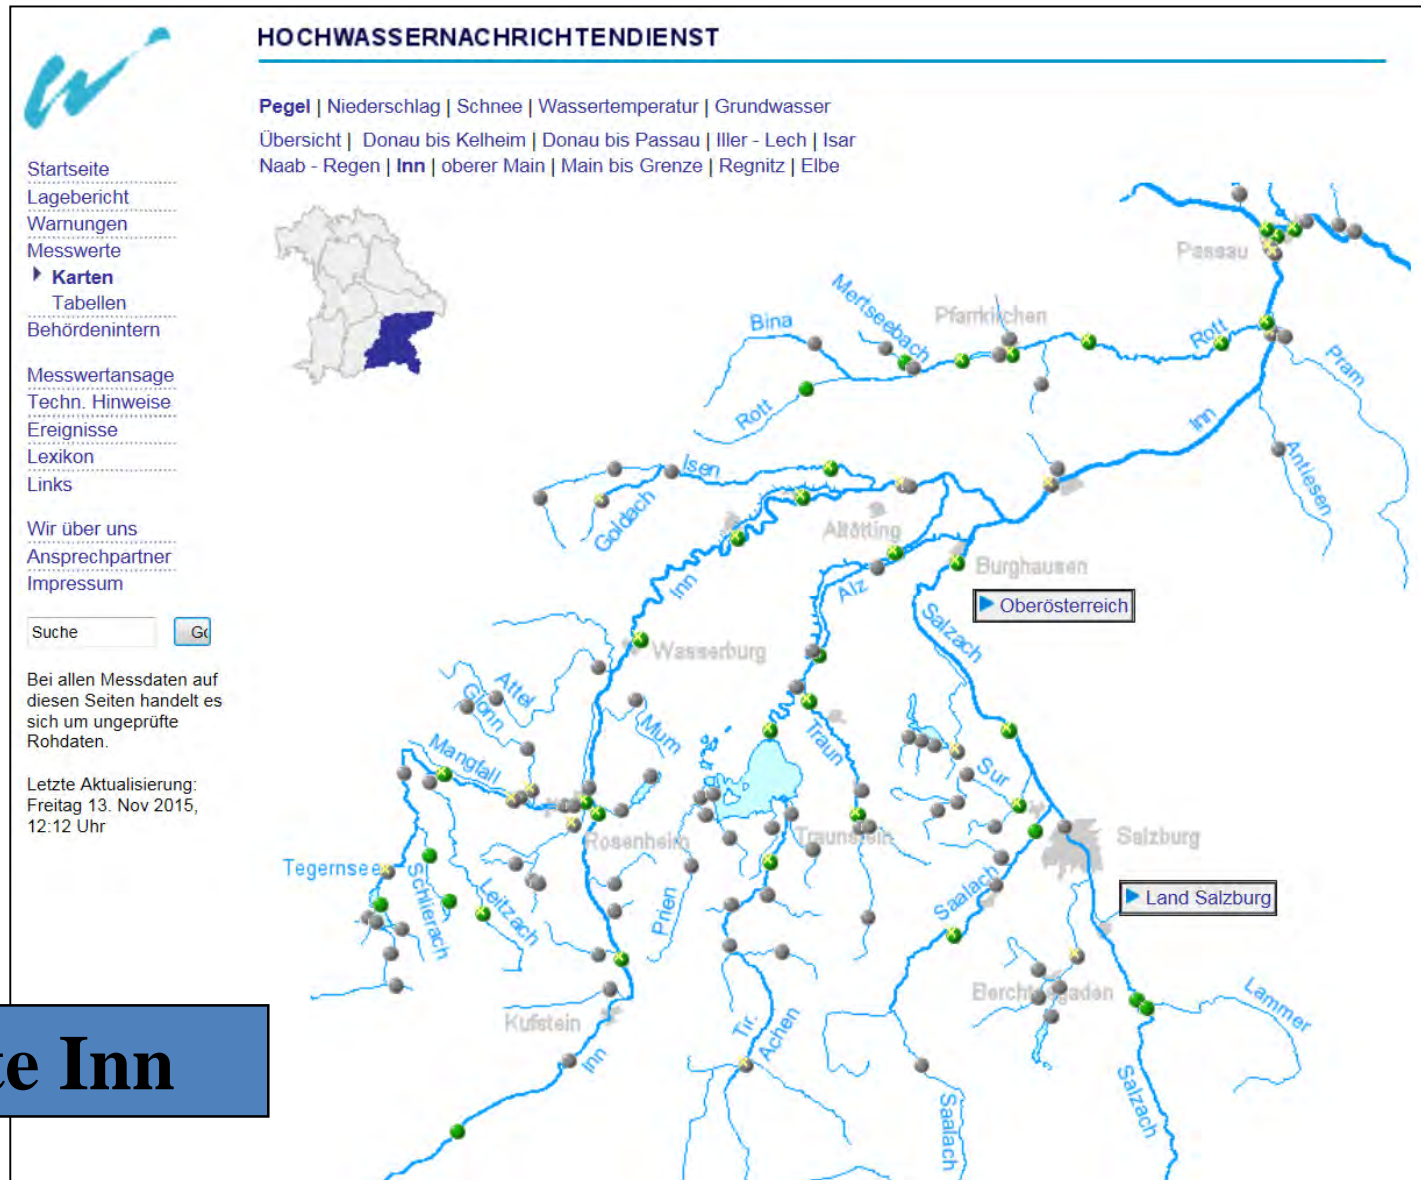 HOCHWASSERNACHRICHTENDIENST
Pegel | Niederschlag | Schnee | Wassertemperatur | Grundwasser
Übersicht | Donau bis Kelheim | Donau bis Passau | Iller - Lech | Isar
Naab - Regen | Inn | oberer Main | Main bis Grenze | Regnitz | Elbe
Startseite
Lagebericht
Warnungen
Messwerte
Karten
Tabellen
Behördenintern
Messwertansage
Techn. Hinweise
Ereignisse
Lexikon
Links
Wir über uns
Ansprechpartner
Impressum
Suche
Bei allen Messdaten auf
diesen Seiten handelt es
sich um ungeprüfte
Rohdaten.
Letzte Aktualisierung:
Freitag 13. Nov 2015,
12:12 Uhr
Passau
Mertseebach
Pfarrkirchen
Bina
Rott
Pram
Rott
Inn
Antiesen
Isen
Goldach
Altötting
Burghausen
Inn
Alz
Oberösterreich
Salzach
Wasserburg
Attel
Glonn
Murn
Traun
Mangfall
Sur
Rosenheim
Traunstein
Salzburg
Tegernsee
Schlierach
Leitzach
Prien
Saalach
Land Salzburg
Berchtesgaden
Lammer
Kufstein
Tir.
Achen
Inn
Saalach
Salzach
te Inn